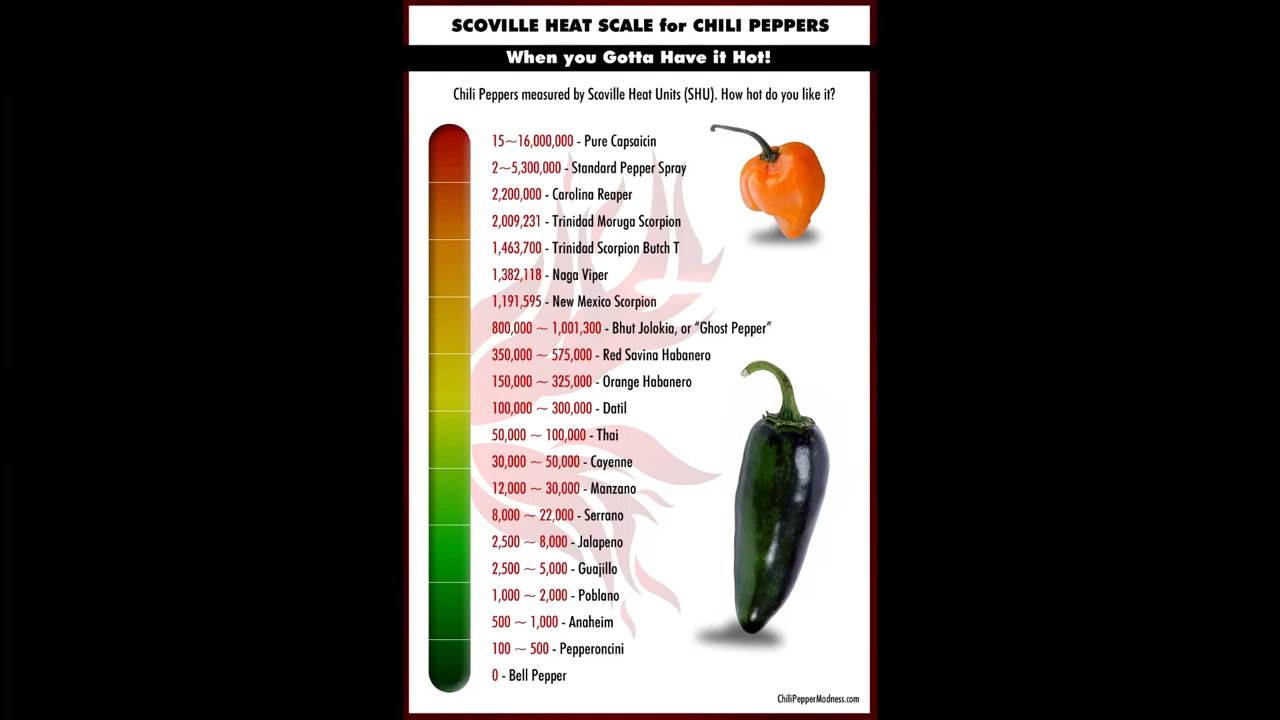 SCOVILLE HEAT SCALE for CHILI PEPPERS
When you Gotta Have it Hot!
Chili Peppers measured by Scoville Heat Units (SHU). How hot do you like it?
15~16,000,000 - Pure Capsaicin
2~5,300,000 - Standard Pepper Spray
2,200,000 - Carolina Reaper
2,009,231 - Trinidad Moruga Scorpion
1,463,700 - Trinidad Scorpion Butch T
1,382,118 - Naga Viper
1,191,595 - New Mexico Scorpion
800,000 ~ 1,001,300 - Bhut Jolokia, or “Ghost Pepper”
350,000 ~ 575,000 - Red Savina Habanero
150,000 ~ 325,000 - Orange Habanero
100,000 ~ 300,000 - Datil
50,000 ~ 100,000 - Thai
30,000 ~ 50,000 - Cayenne
12,000 ~ 30,000 - Manzano
8,000 ~ 22,000 - Serrano
2,500 ~ 8,000 - Jalapeno
2,500 ~ 5,000 - Guajillo
1,000 ~ 2,000 - Poblano
500 ~ 1,000 - Anaheim
100 ~ 500 - Pepperoncini
0 - Bell Pepper
ChiliPepperMadness.com